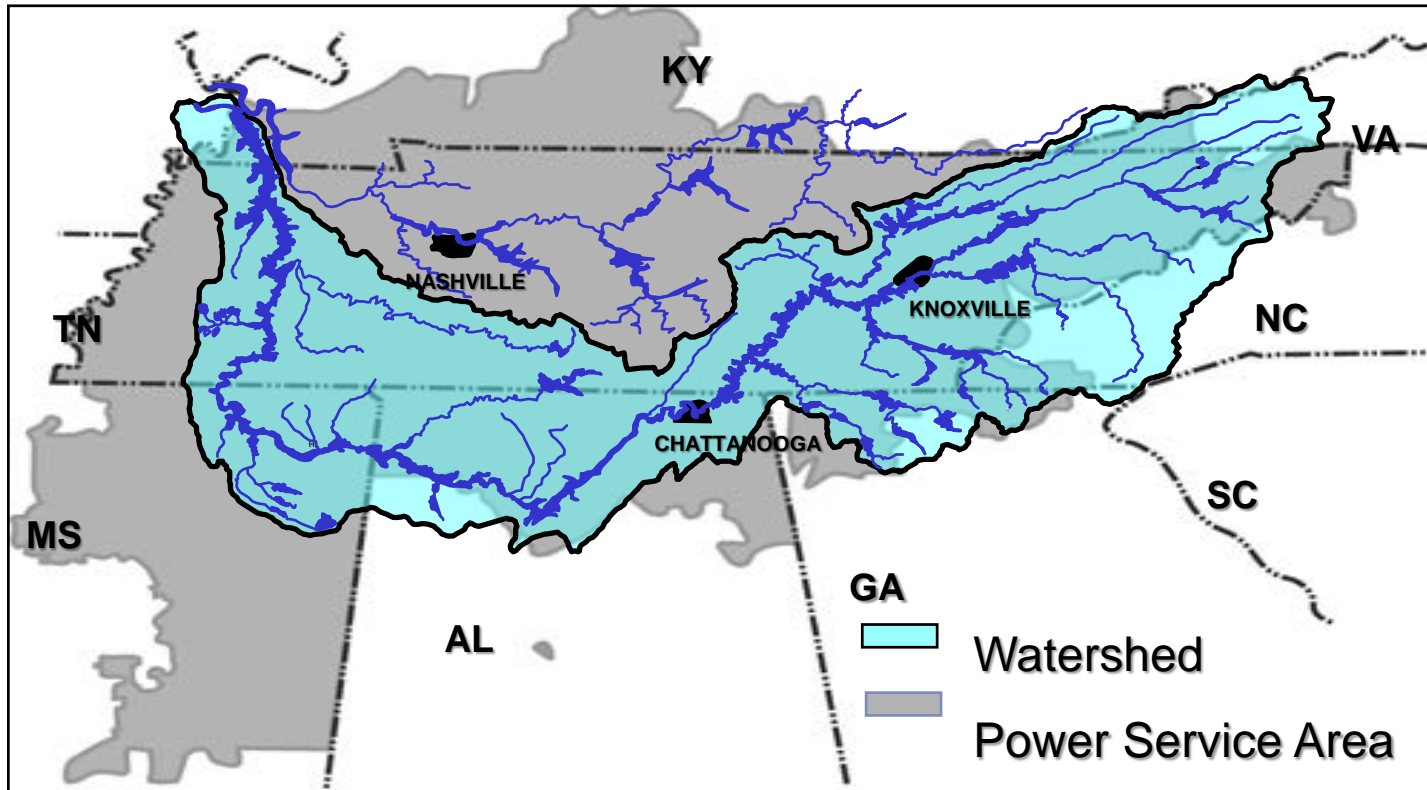 KY
VA
NASHVILLE
KNOXVILLE
TN
NC
CHATTANOOGA
SC
MS
GA
AL
Watershed
Power Service Area